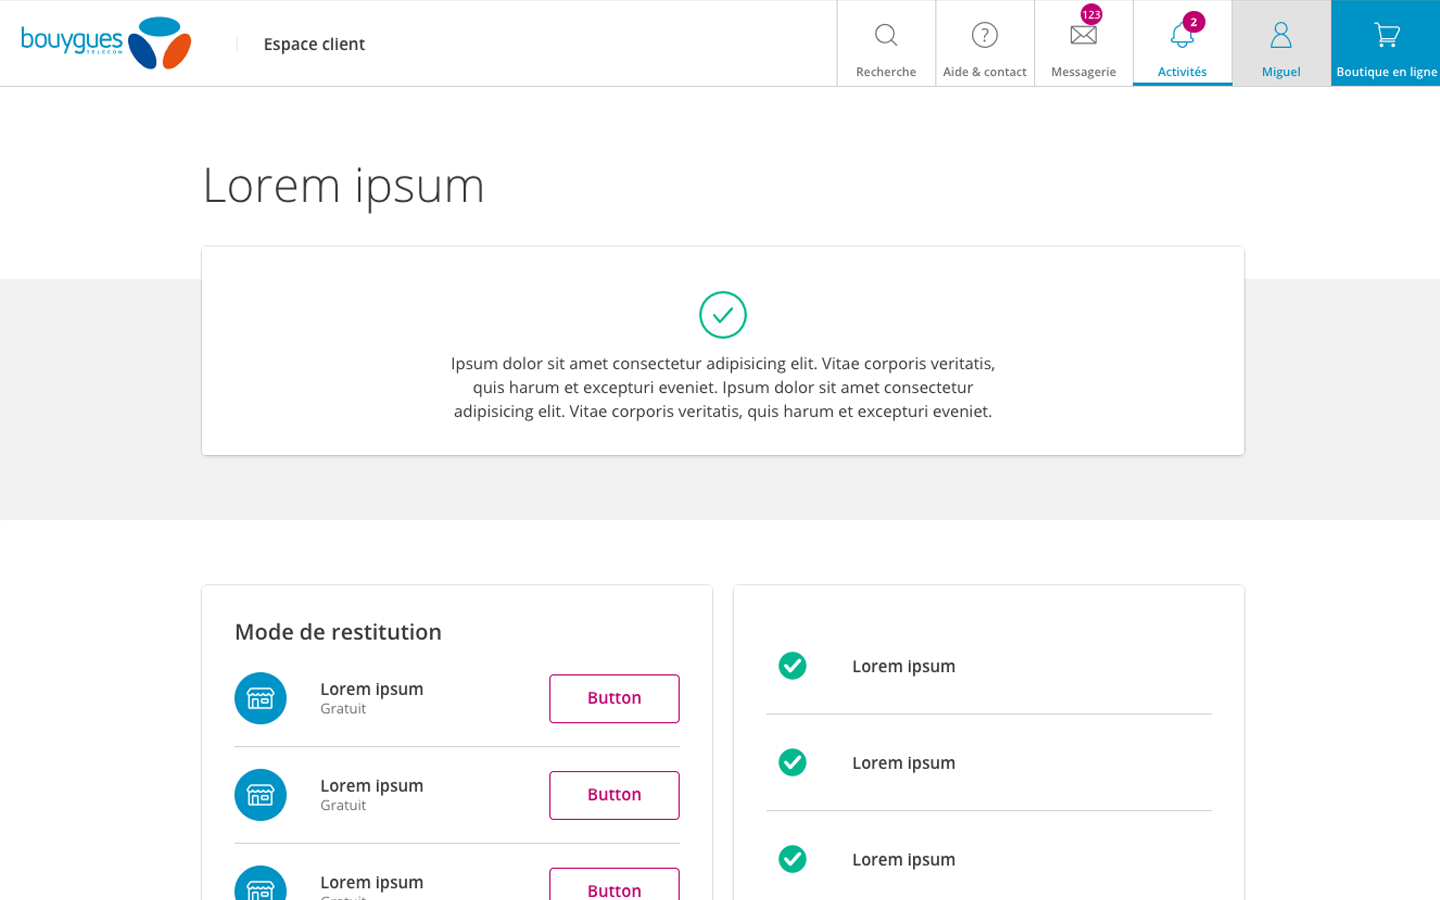 bouygues
TELECOM
Espace client
Recherche
?
Aide & contact
123
Messagerie
2
Activités
Miguel
Boutique en ligne
Lorem ipsum
Ipsum dolor sit amet consectetur adipisicing elit. Vitae corporis veritatis,
quis harum et excepturi eveniet. Ipsum dolor sit amet consectetur
adipisicing elit. Vitae corporis veritatis, quis harum et excepturi eveniet.
Mode de restitution
Lorem ipsum
Gratuit
Button
Lorem ipsum
Gratuit
Button
Lorem ipsum
Gratuit
Button
Lorem ipsum
Lorem ipsum
Lorem ipsum